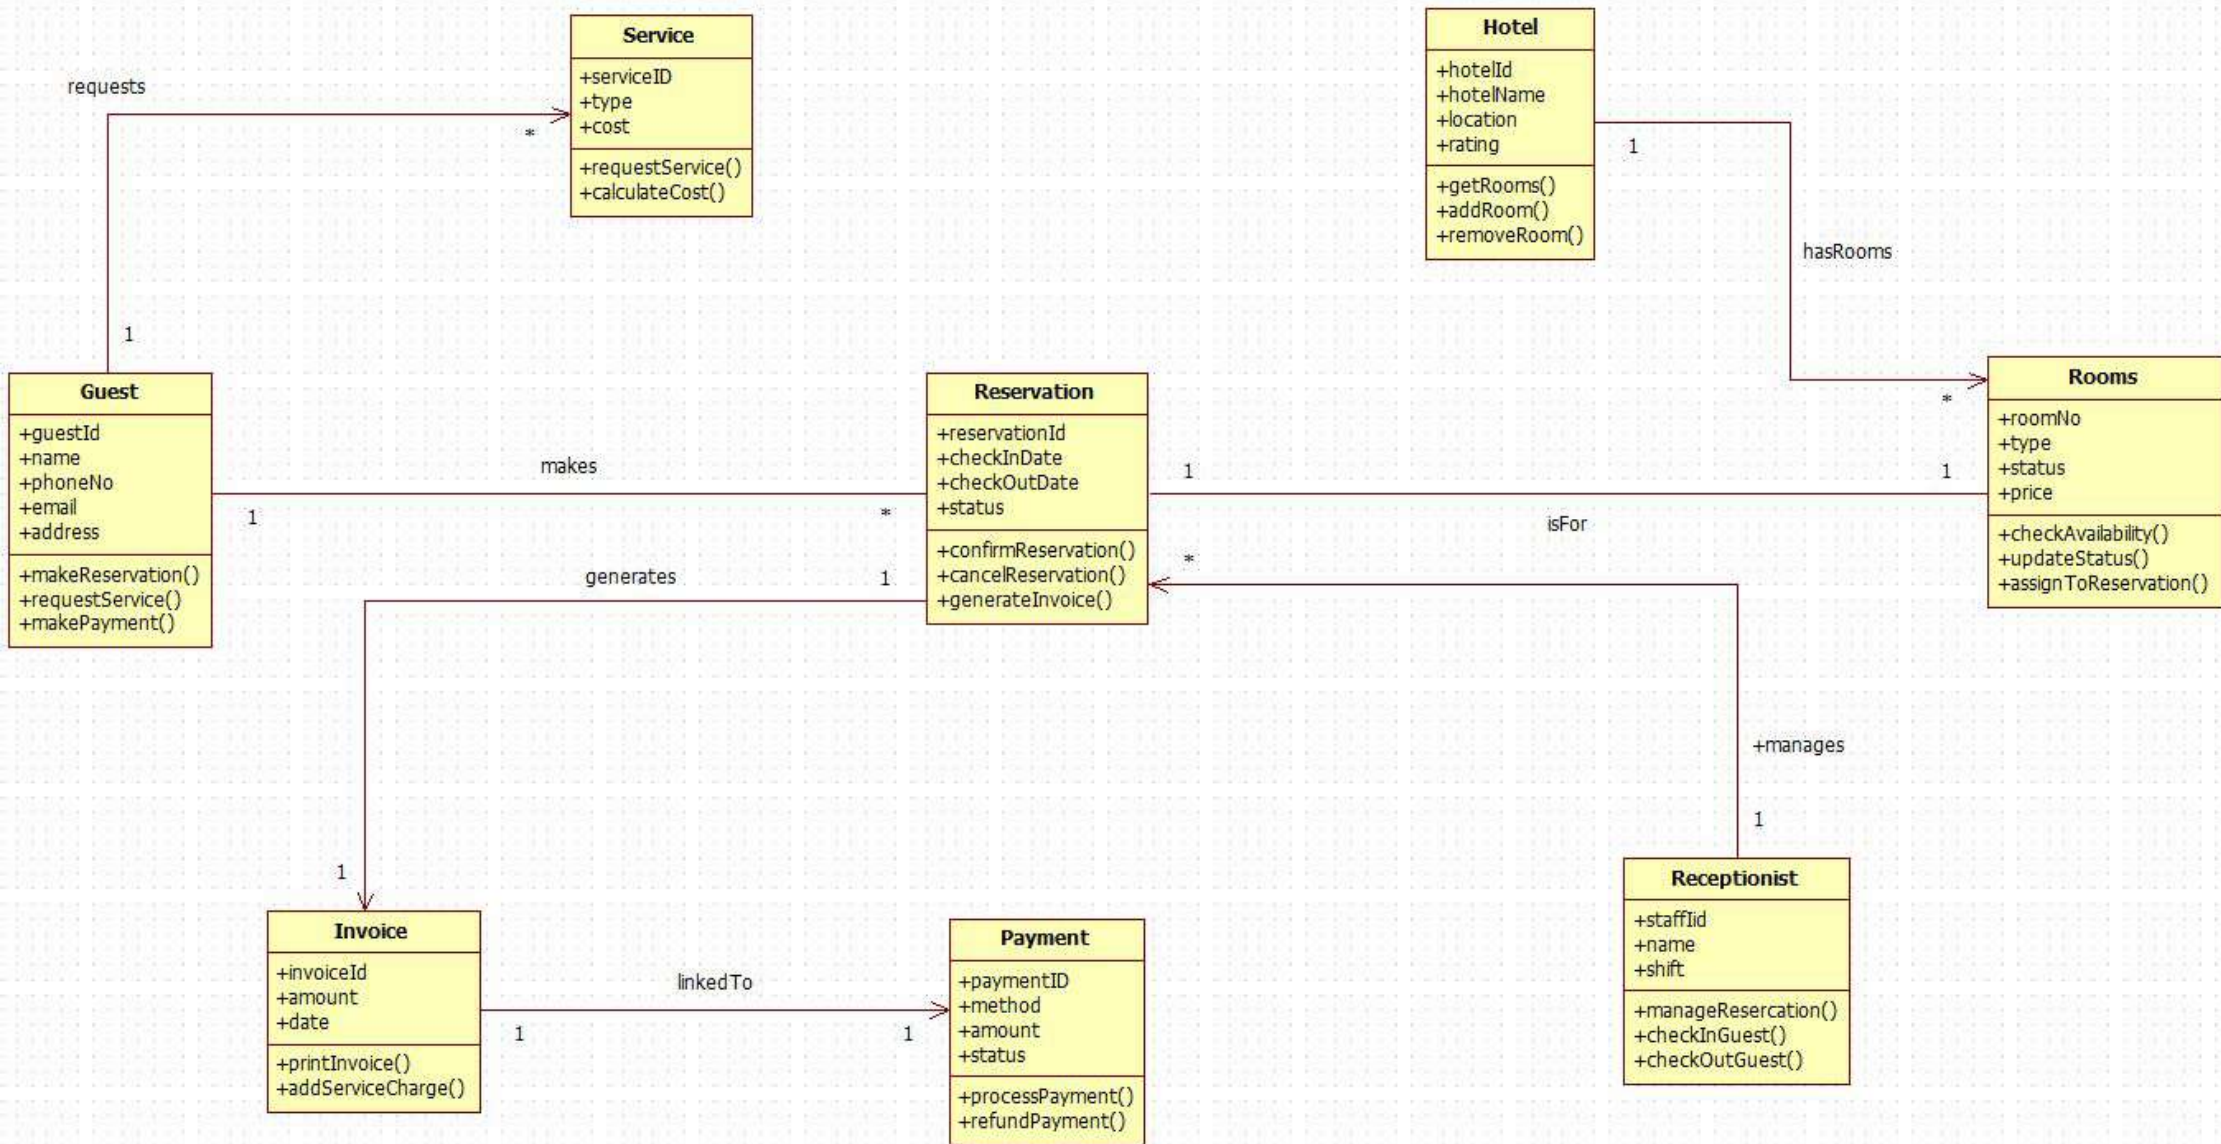 Service
+serviceID
+type
+cost
+requestService()
+calculateCost()
Hotel
+hotelId
+hotelName
+location
+rating
+getRooms()
+addRoom()
+removeRoom()
requests
*
1
1
hasRooms
*
Guest
+guestId
+name
+phoneNo
+email
+address
+makeReservation()
+requestService()
+makePayment()
makes
1
*
Reservation
+reservationId
+checkInDate
+checkOutDate
+status
+confirmReservation()
+cancelReservation()
+generateInvoice()
1
1
isFor
Rooms
+roomNo
+type
+status
+price
+checkAvailability()
+updateStatus()
+assignToReservation()
generates
1
1
*
+manages
1
Invoice
+invoiceId
+amount
+date
+printInvoice()
+addServiceCharge()
linkedTo
1
1
Payment
+paymentID
+method
+amount
+status
+processPayment()
+refundPayment()
Receptionist
+staffIid
+name
+shift
+manageResercation()
+checkInGuest()
+checkOutGuest()